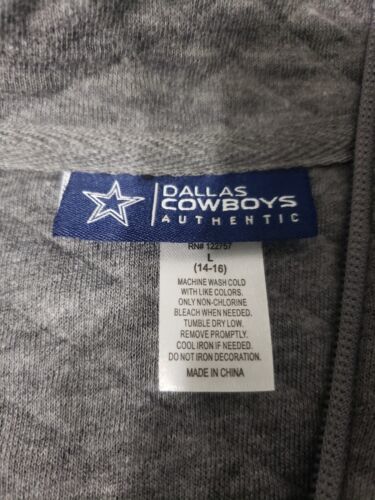 DALLAS
COWBOYS
AUTHENTIC
RN# 122757
L
(14-16)
MACHINE WASH COLD
WITH LIKE COLORS.
ONLY NON-CHLORINE
BLEACH WHEN NEEDED.
TUMBLE DRY LOW.
REMOVE PROMPTLY.
COOL IRON IF NEEDED.
DO NOT IRON DECORATION.
MADE IN CHINA